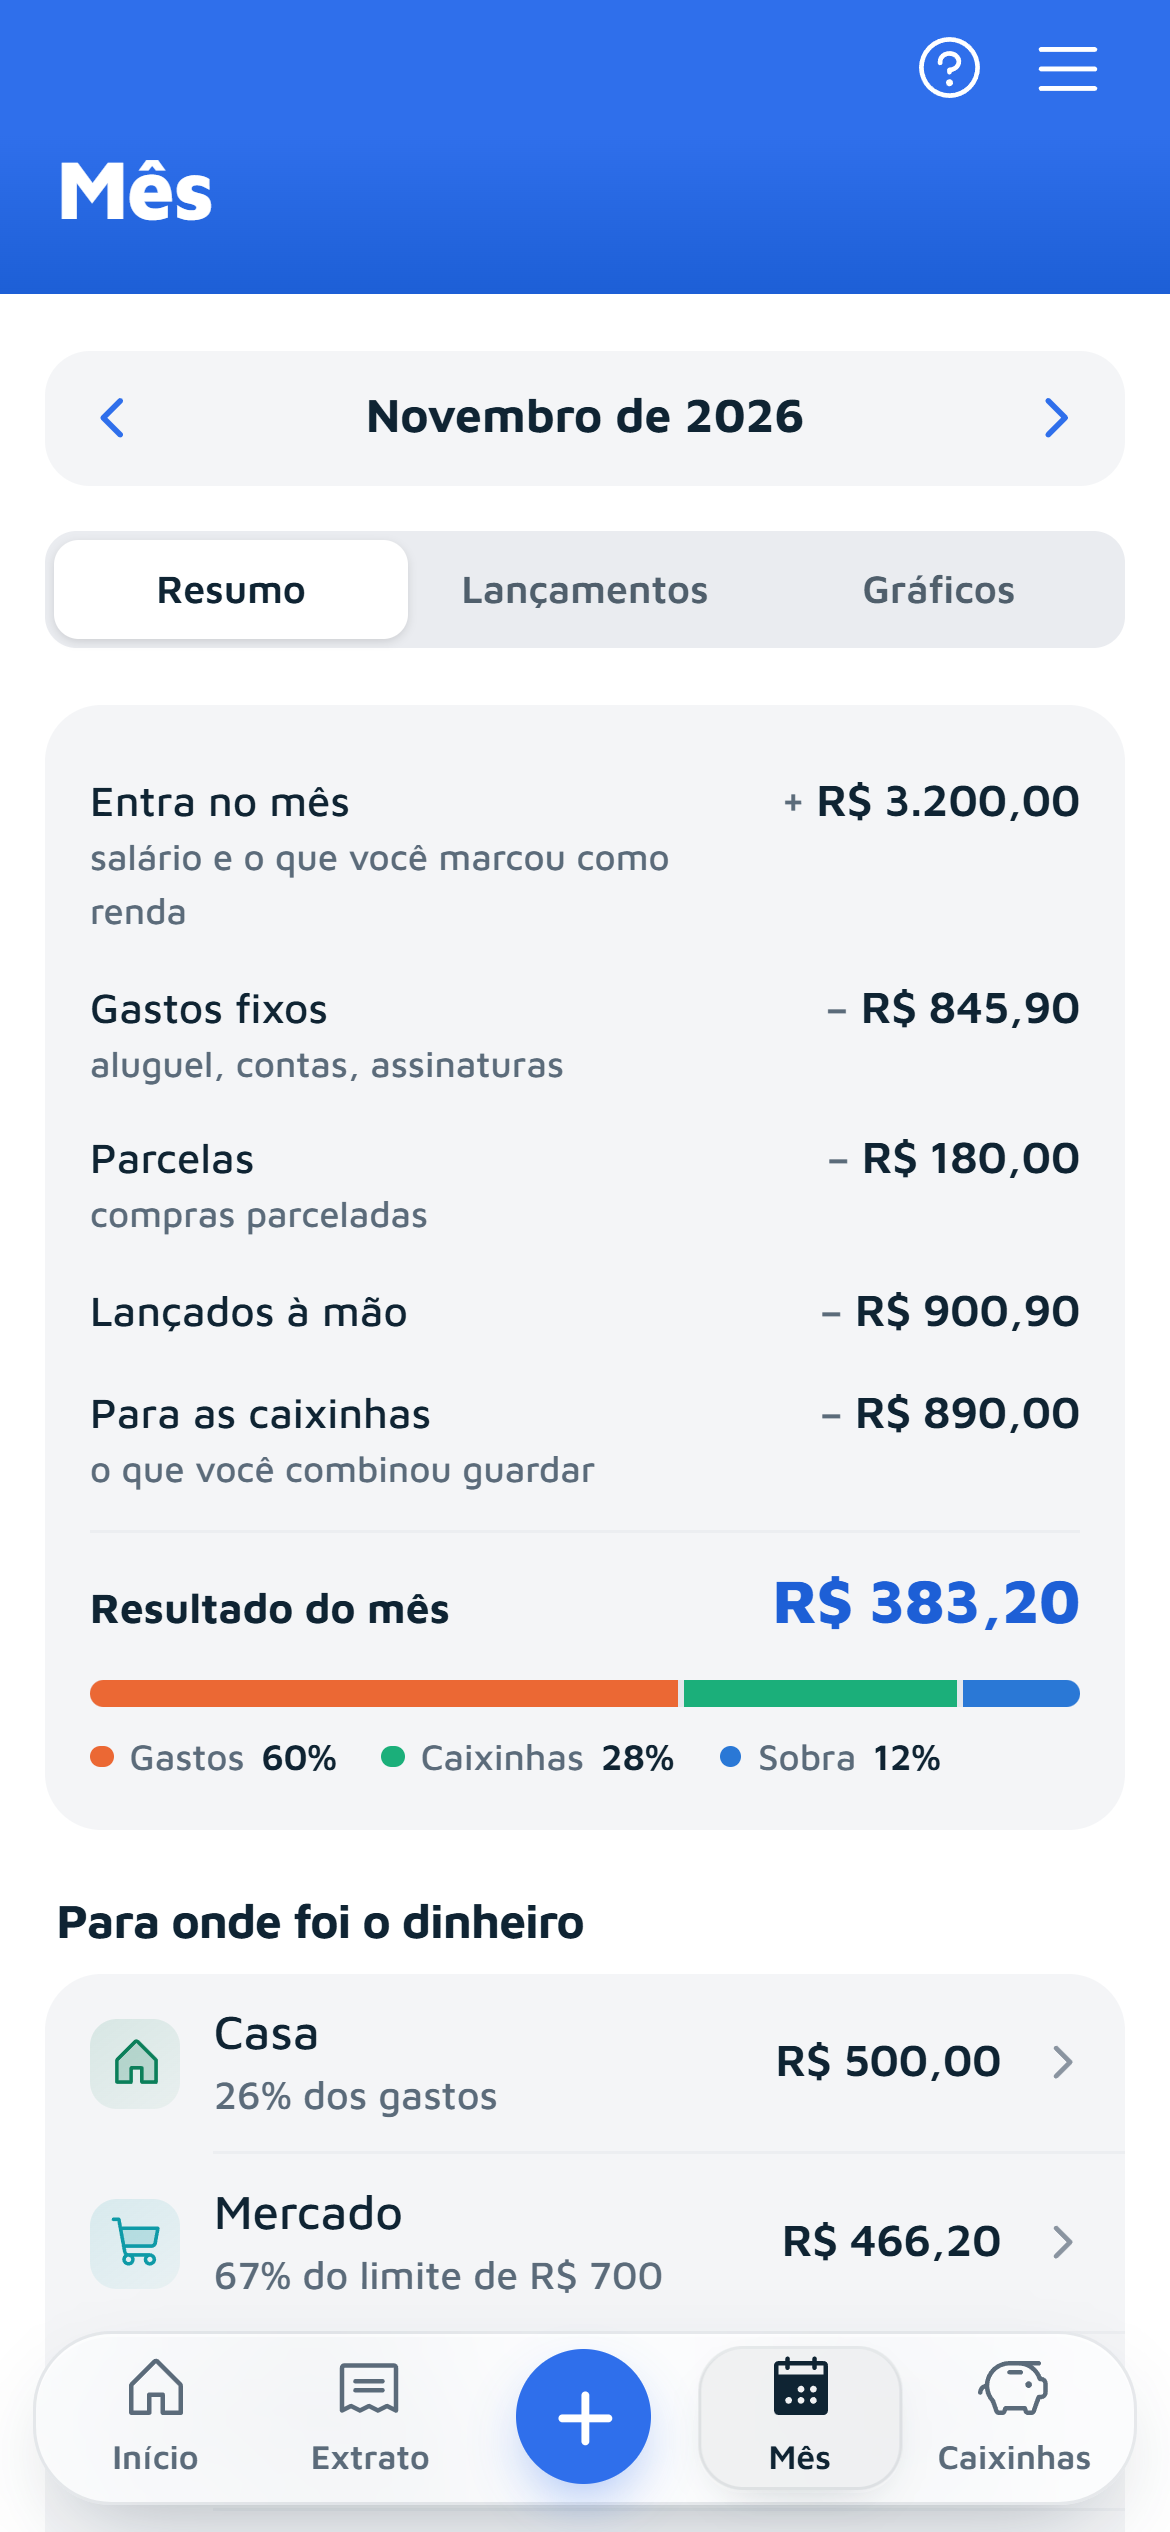 Mês
Novembro de 2026
Resumo
Lançamentos
Gráficos
Entra no mês
+ R$ 3.200,00
salário e o que você marcou como
renda
Gastos fixos
– R$ 845,90
aluguel, contas, assinaturas
Parcelas
– R$ 180,00
compras parceladas
Lançados à mão
– R$ 900,90
Para as caixinhas
– R$ 890,00
o que você combinou guardar
Resultado do mês
R$ 383,20
Gastos 60%
Caixinhas 28%
Sobra 12%
Para onde foi o dinheiro
Casa
R$ 500,00
26% dos gastos
Mercado
R$ 466,20
67% do limite de R$ 700
Início
Extrato
Mês
Caixinhas